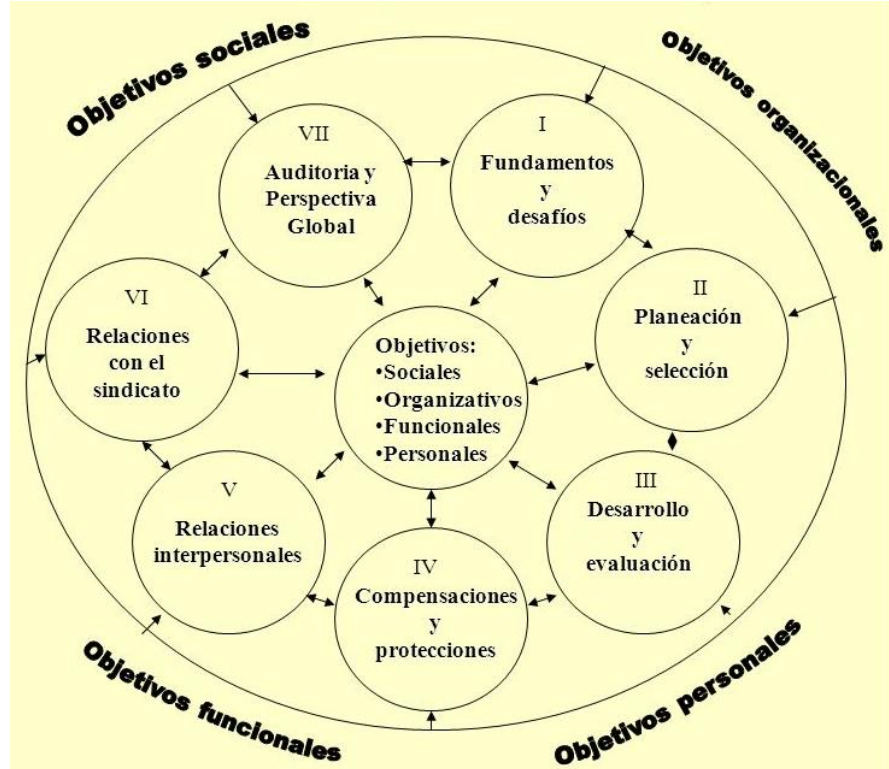 Objetivos sociales
Objetivos organizacionales
VII
Auditoria y
Perspectiva
Global
I
Fundamentos
y
desafíos
II
Planeación
y
selección
VI
Relaciones
con el
sindicato
Objetivos:
•Sociales
•Organizativos
•Funcionales
•Personales
III
Desarrollo
y
evaluación
V
Relaciones
interpersonales
IV
Compensaciones
y
protecciones
Objetivos funcionales
Objetivos personales